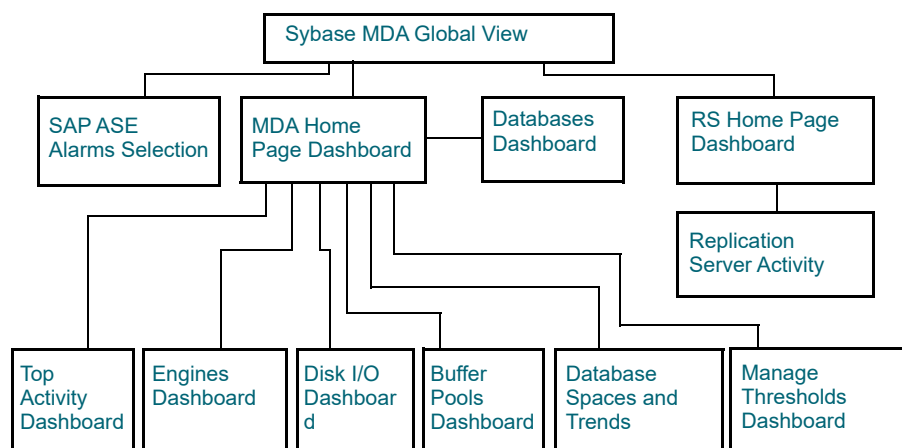 Sybase MDA Global View
SAP ASE
Alarms Selection
MDA Home
Page Dashboard
Databases
Dashboard
RS Home Page
Dashboard
Replication
Server Activity
Top
Activity
Dashboard
Engines
Dashboard
Disk I/O
Dashboar
d
Buffer
Pools
Dashboard
Database
Spaces and
Trends
Manage
Thresholds
Dashboard